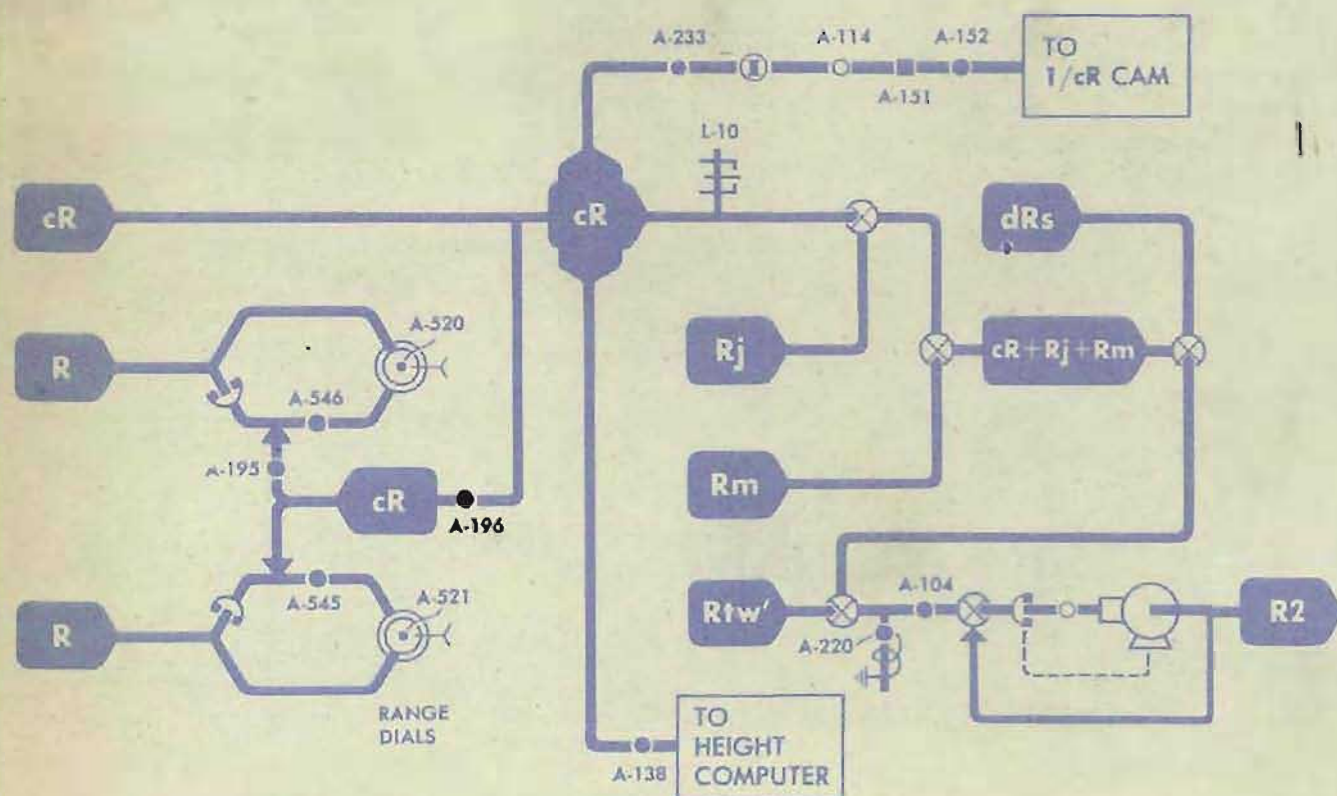 A-233
A-114
A-152
TO
1/cR CAM
A-151
L-10
cR
cR
dRs
R
A-520
Rj
cR+Rj+Rm
A-546
A-195
cR
A-196
Rm
A-545
A-521
R
Rtw'
A-104
R2
A-220
RANGE
DIALS
TO
HEIGHT
COMPUTER
A-138